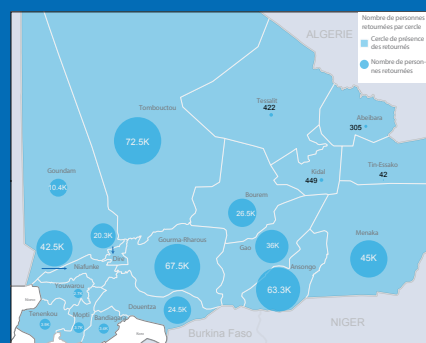 Nombre de personnes
retournées par cercle
Cercle de présence
des retournés
Nombre de person-
nes retournées
ALGERIE
Tessalit
422
Abeibara
305
Tombouctou
72.5K
Tin-Essako
42
Kidal
449
Goundam
10.4K
Bourem
26.5K
20.3K
Gourma-Rharous
67.5K
Menaka
45K
42.5K
Gao
36K
Diré
Niafunke
Ansongo
63.3K
Youwarou
Douentza
24.5K
Tenenkou
Mopti
Bandiagara
NIGER
Burkina Faso